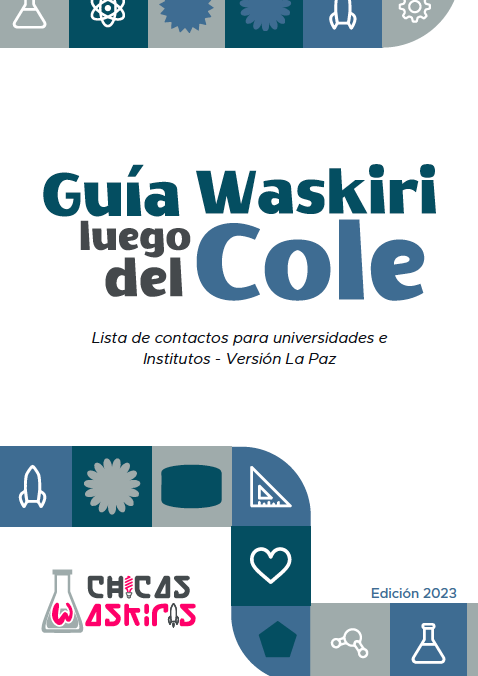 Guía Waskiri
luego
del Cole
Lista de contactos para universidades e
Institutos - Versión La Paz
Edición 2023
CHICAS
WASKIRIS